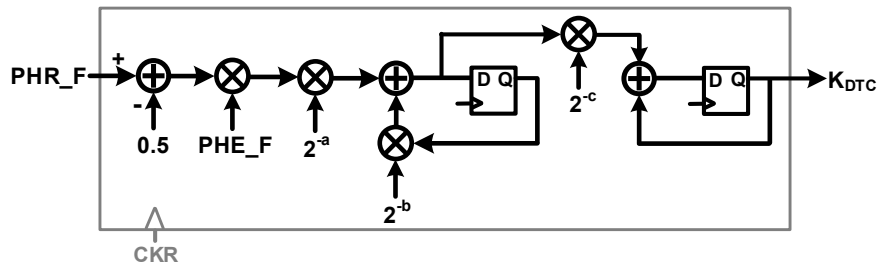 PHR_F
+
-
0.5
PHE_F
2^-a
2^-b
D Q
2^-c
D Q
K_DTC
CKR